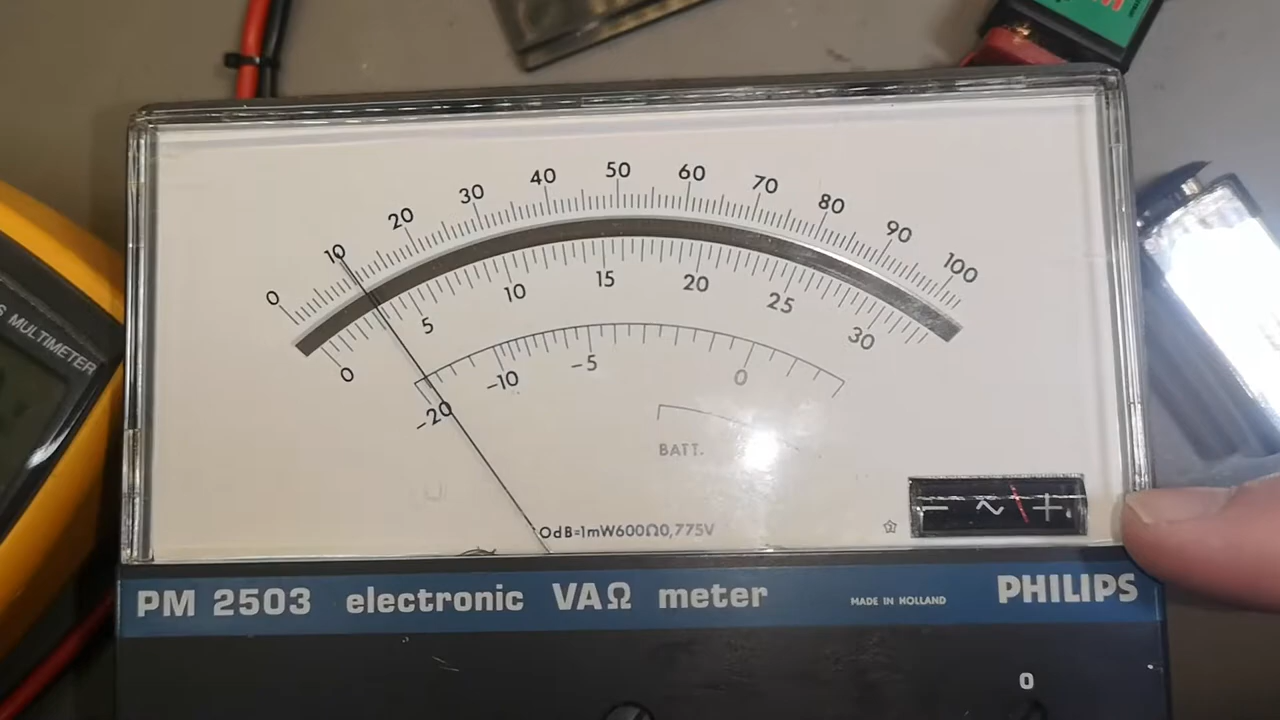 0 10 20 30 40 50 60 70 80 90 100
0 5 10 15 20 25 30
-20 -10 -5 0
BATT.
0dB=1mW600Ω0,775V
− ~ +
PM 2503 electronic VAΩ meter MADE IN HOLLAND PHILIPS
0
MULTIMETER